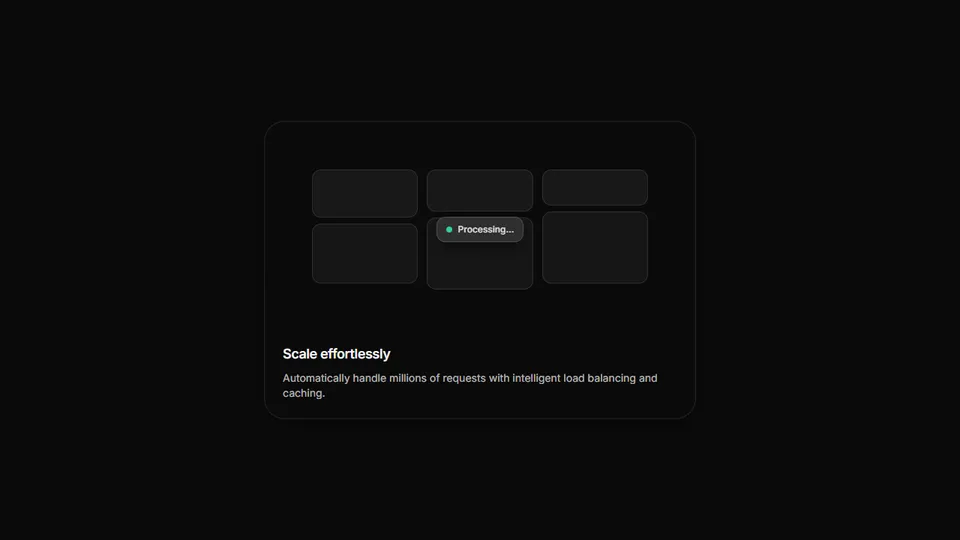 Processing...
Scale effortlessly
Automatically handle millions of requests with intelligent load balancing and
caching.